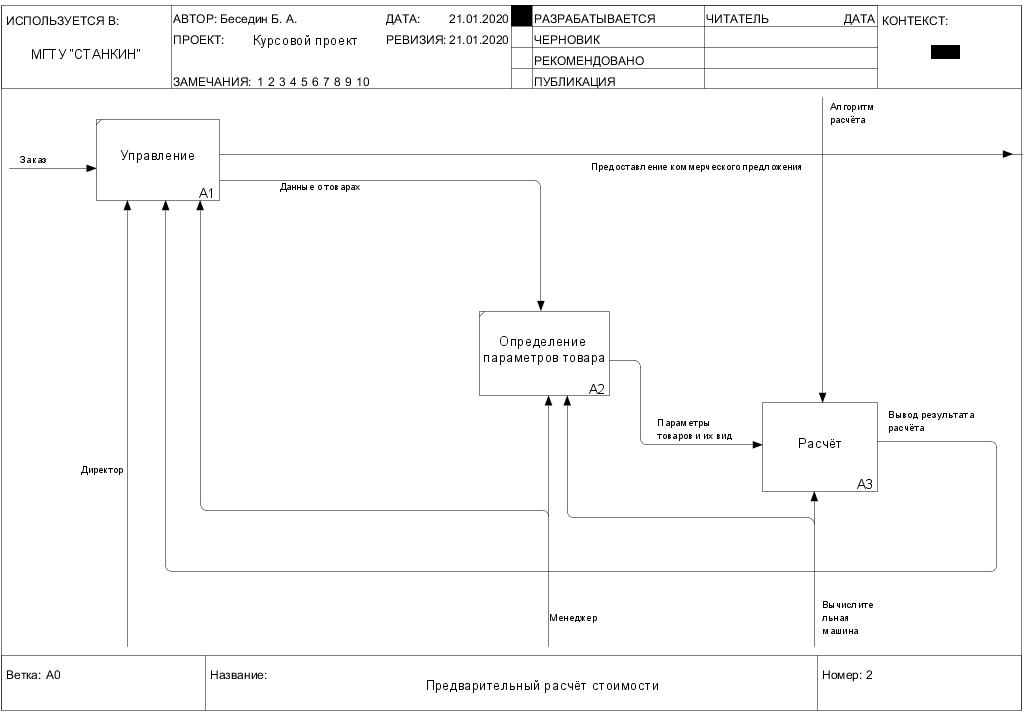 ИСПОЛЬЗУЕТСЯ В:
МГТУ "СТАНКИН"
АВТОР: Беседин Б. А.
ДАТА: 21.01.2020
ПРОЕКТ: Курсовой проект
РЕВИЗИЯ: 21.01.2020
ЗАМЕЧАНИЯ: 1 2 3 4 5 6 7 8 9 10
РАЗРАБАТЫВАЕТСЯ
ЧЕРНОВИК
РЕКОМЕНДОВАНО
ПУБЛИКАЦИЯ
ЧИТАТЕЛЬ ДАТА
КОНТЕКСТ:
Алгоритм
расчёта
Заказ
Управление
A1
Предоставление коммерческого предложения
Данные о товарах
Определение
параметров товара
A2
Параметры
товаров и их вид
Вывод результата
расчёта
Расчёт
A3
Директор
Менеджер
Вычислите
льная
машина
Ветка: A0
Название:
Предварительный расчёт стоимости
Номер: 2